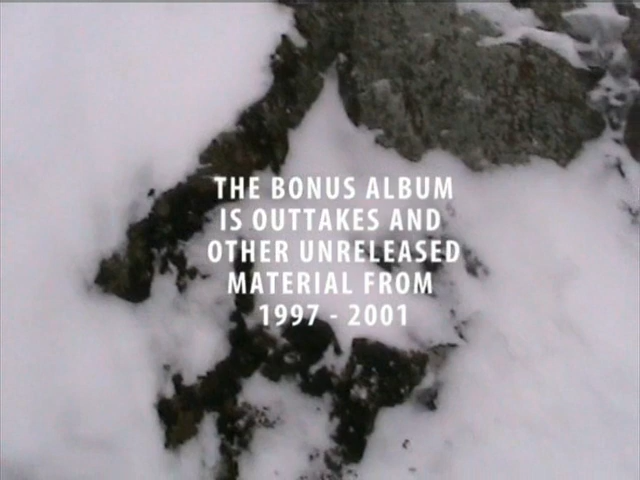 THE BONUS ALBUM
IS OUTTAKES AND
OTHER UNRELEASED
MATERIAL FROM
1997 - 2001